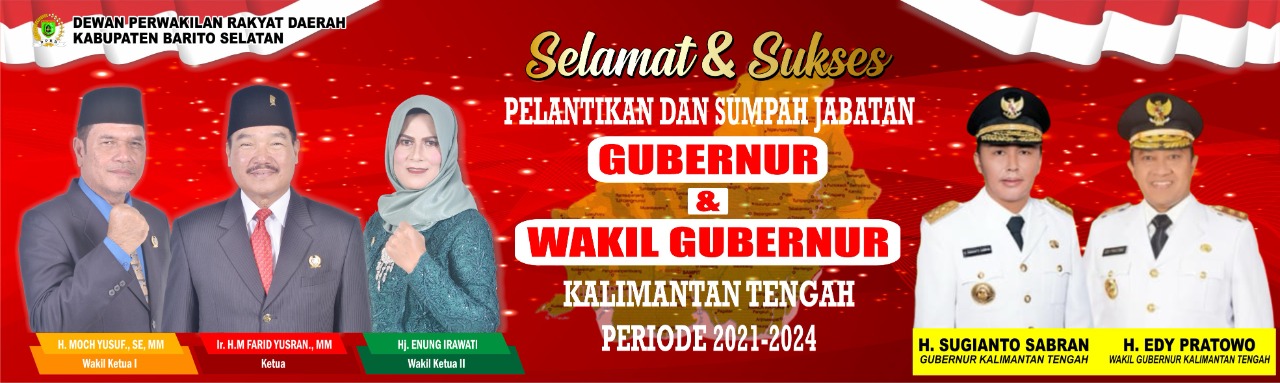 DEWAN PERWAKILAN RAKYAT DAERAH
KABUPATEN BARITO SELATAN
Selamat & Sukses
PELANTIKAN DAN SUMPAH JABATAN
GUBERNUR
&
WAKIL GUBERNUR
KALIMANTAN TENGAH
PERIODE 2021-2024
H. MOCH YUSUF., SE, MM
Wakil Ketua I
Ir. H.M FARID YUSRAN., MM
Ketua
Hj. ENUNG IRAWATI
Wakil Ketua II
H. SUGIANTO SABRAN
GUBERNUR KALIMANTAN TENGAH
H. EDY PRATOWO
WAKIL GUBERNUR KALIMANTAN TENGAH